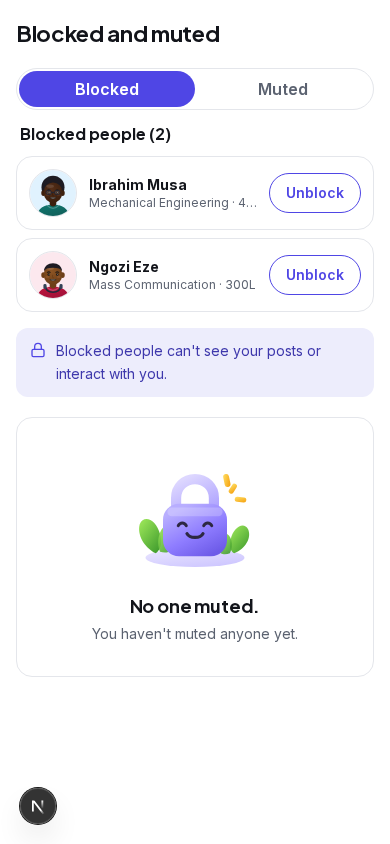 Blocked and muted
Blocked
Muted
Blocked people (2)
Ibrahim Musa
Mechanical Engineering · 4…
Unblock
Ngozi Eze
Mass Communication · 300L
Unblock
Blocked people can't see your posts or
interact with you.
No one muted.
You haven't muted anyone yet.
N